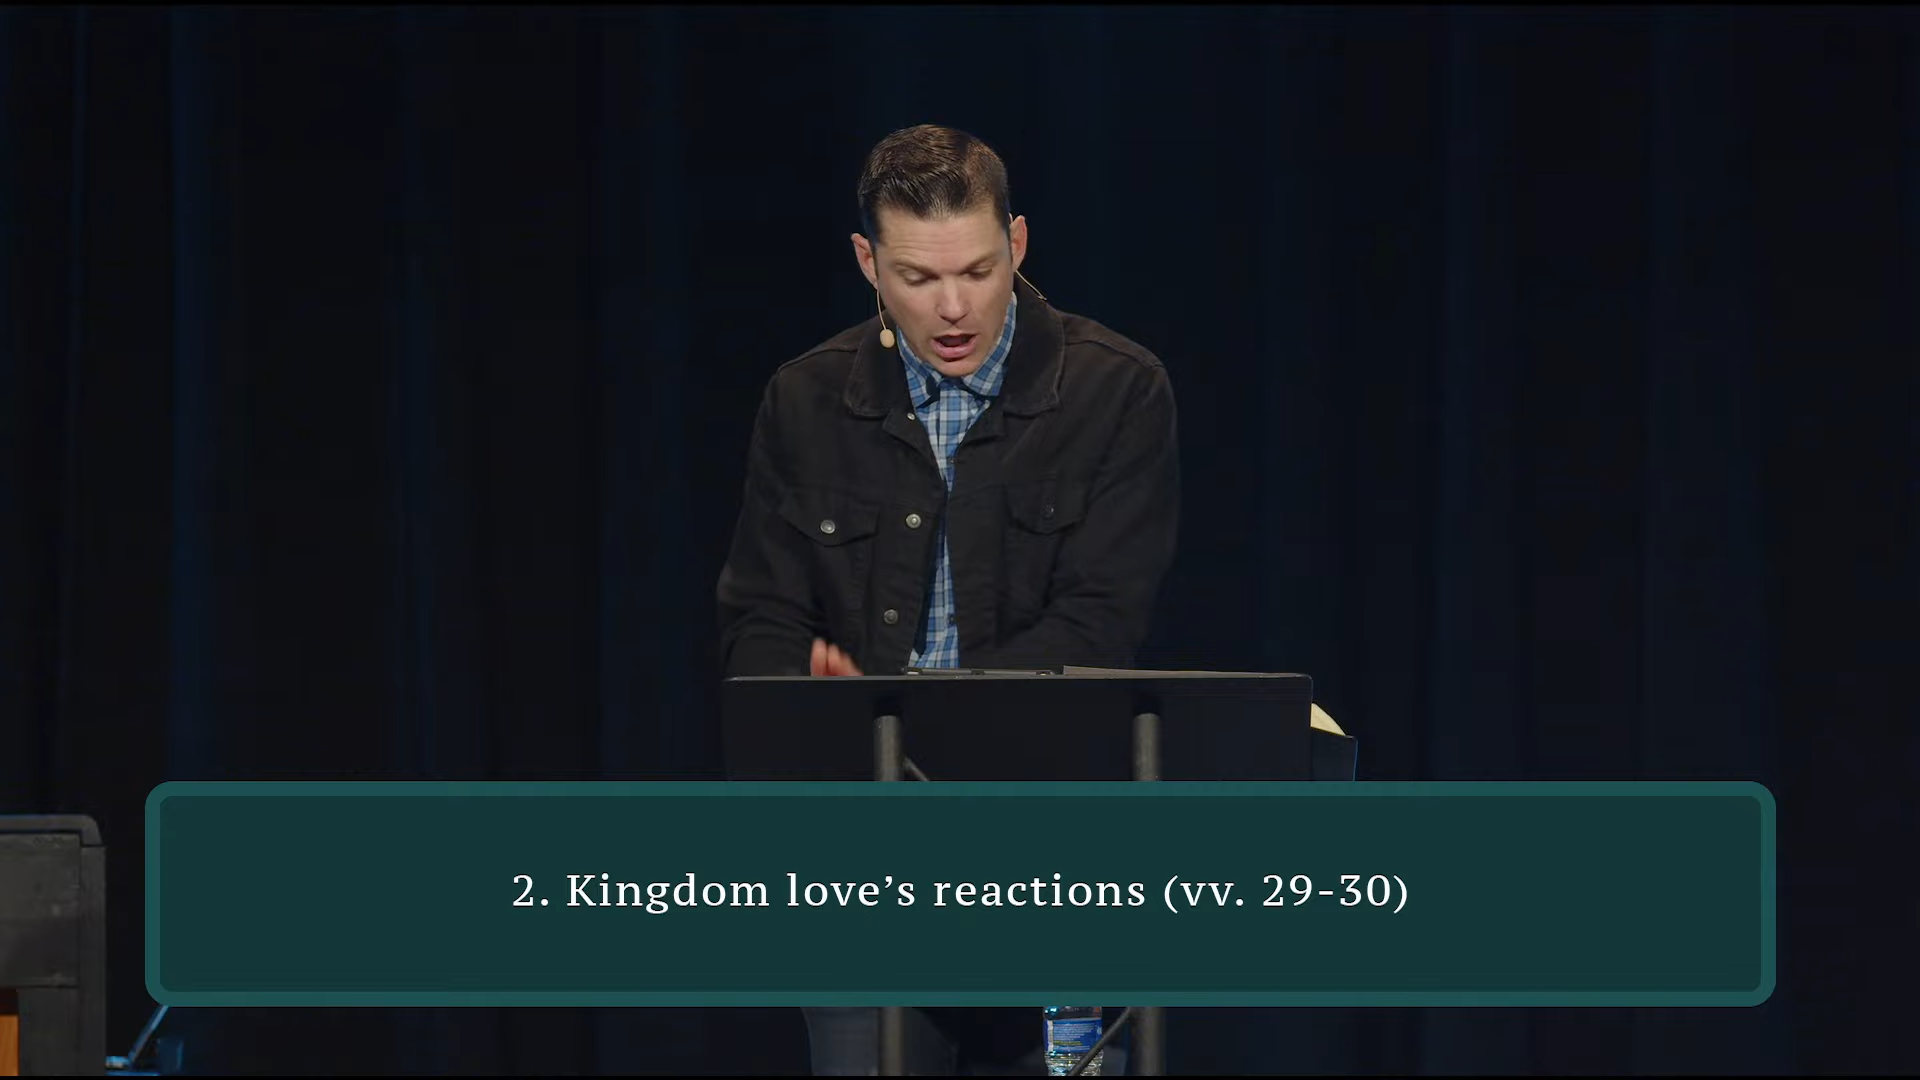 2. Kingdom love’s reactions (vv. 29-30)